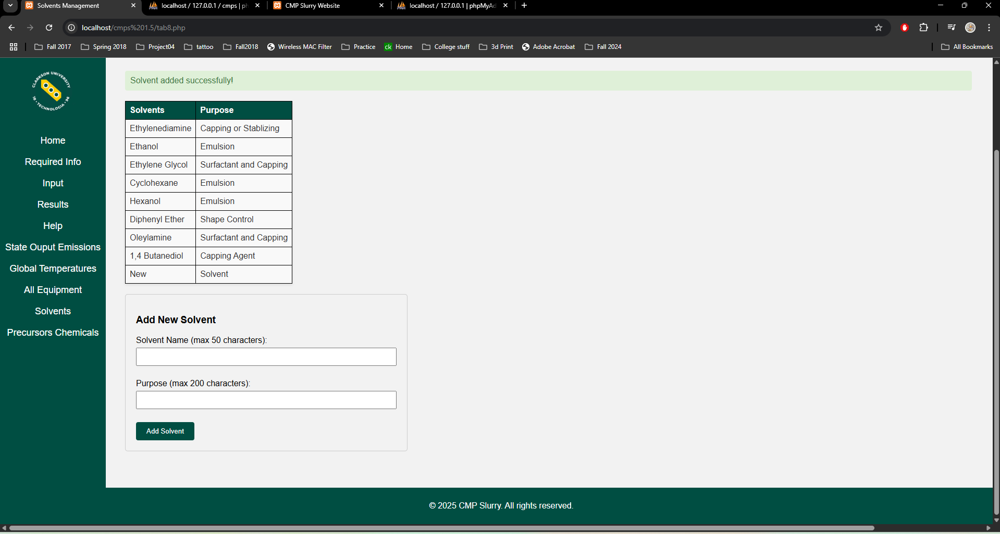 Solvents Management
localhost / 127.0.0.1 / cmps | ph
CMP Slurry Website
localhost / 127.0.0.1 | phpMyAd
localhost/cmps%201.5/tab8.php
Fall 2017
Spring 2018
Project04
tattoo
Fall2018
Wireless MAC Filter
Practice
ck Home
College stuff
3d Print
Adobe Acrobat
Fall 2024
All Bookmarks
CLARKSON UNIVERSITY
18 • TECHNOLOGIA • 96
Home
Required Info
Input
Results
Help
State Ouput Emissions
Global Temperatures
All Equipment
Solvents
Precursors Chemicals
Solvent added successfully!
Solvents Purpose
Ethylenediamine Capping or Stablizing
Ethanol Emulsion
Ethylene Glycol Surfactant and Capping
Cyclohexane Emulsion
Hexanol Emulsion
Diphenyl Ether Shape Control
Oleylamine Surfactant and Capping
1,4 Butanediol Capping Agent
New Solvent
Add New Solvent
Solvent Name (max 50 characters):
Purpose (max 200 characters):
Add Solvent
© 2025 CMP Slurry. All rights reserved.